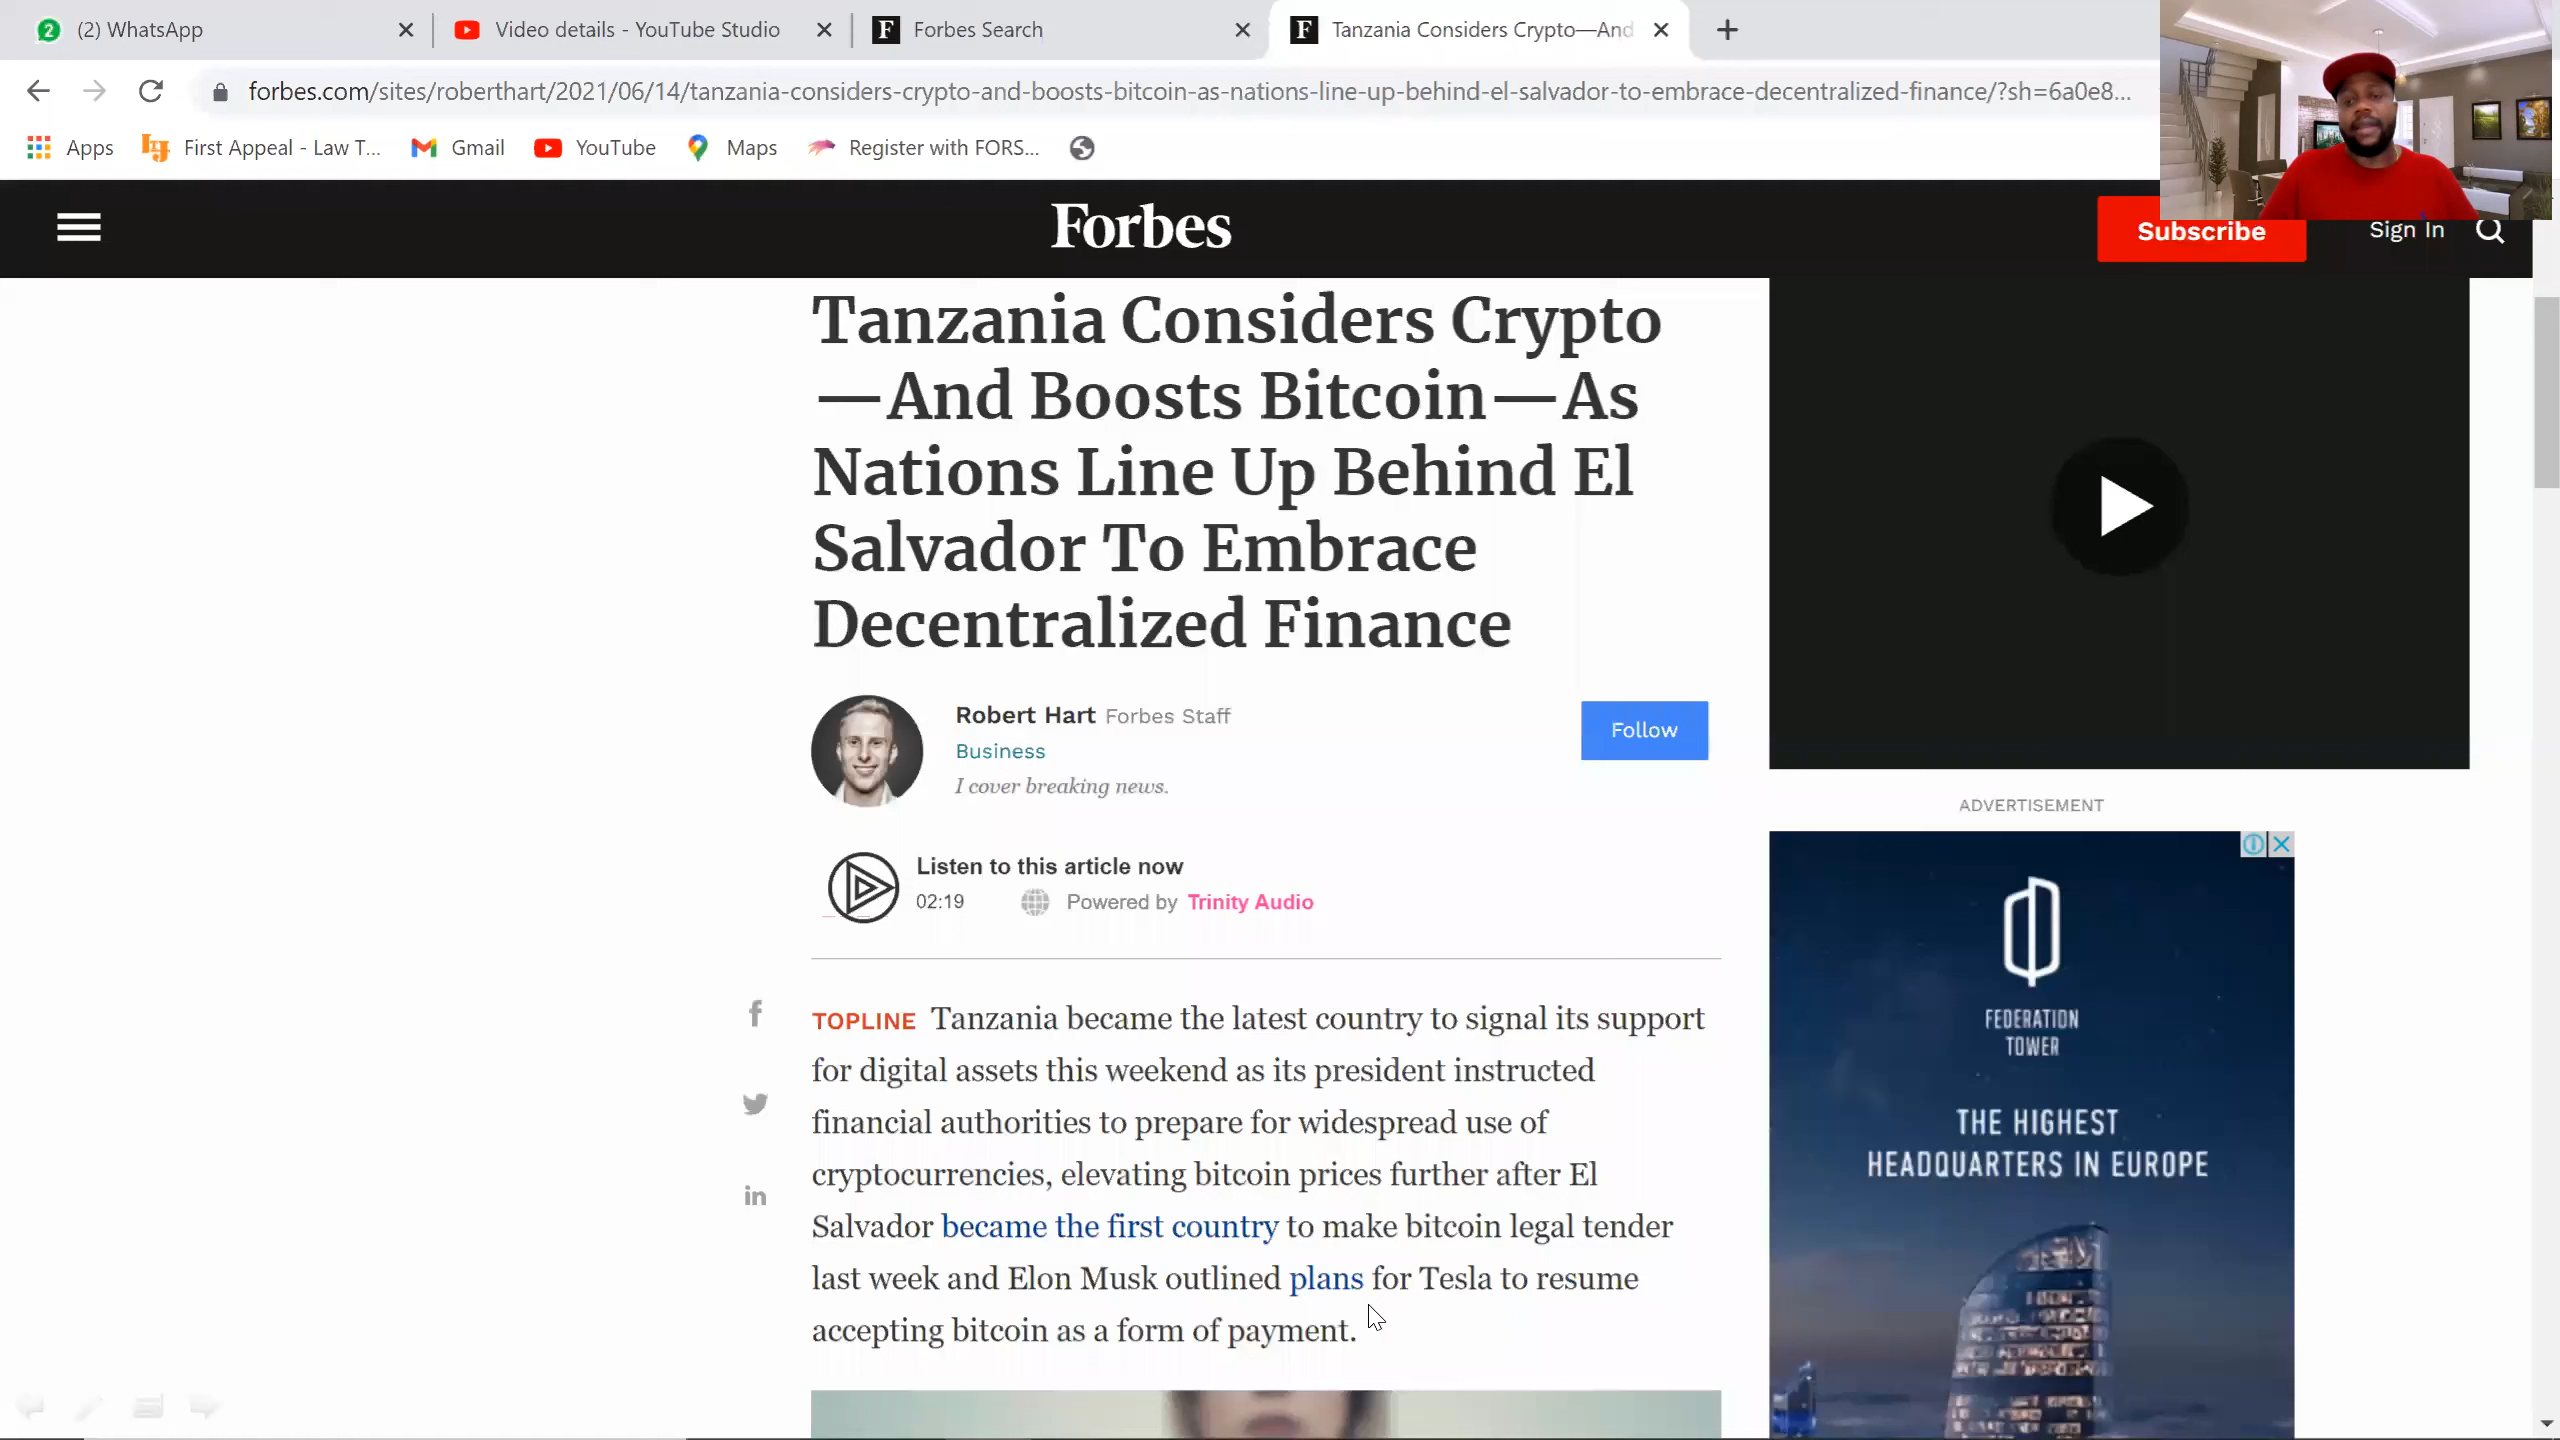 2
(2) WhatsApp
Video details - YouTube Studio
F
Forbes Search
F
Tanzania Considers Crypto—And
forbes.com/sites/roberthart/2021/06/14/tanzania-considers-crypto-and-boosts-bitcoin-as-nations-line-up-behind-el-salvador-to-embrace-decentralized-finance/?sh=6a0e8...
Apps
First Appeal - Law T...
Gmail
YouTube
Maps
Register with FORS...
Forbes
Subscribe
Sign In
Tanzania Considers Crypto
—And Boosts Bitcoin—As
Nations Line Up Behind El
Salvador To Embrace
Decentralized Finance
Robert Hart Forbes Staff
Business
I cover breaking news.
Follow
Listen to this article now
02:19
Powered by Trinity Audio
TOPLINE Tanzania became the latest country to signal its support
for digital assets this weekend as its president instructed
financial authorities to prepare for widespread use of
cryptocurrencies, elevating bitcoin prices further after El
Salvador became the first country to make bitcoin legal tender
last week and Elon Musk outlined plans for Tesla to resume
accepting bitcoin as a form of payment.
f
in
ADVERTISEMENT
FEDERATION
TOWER
THE HIGHEST
HEADQUARTERS IN EUROPE